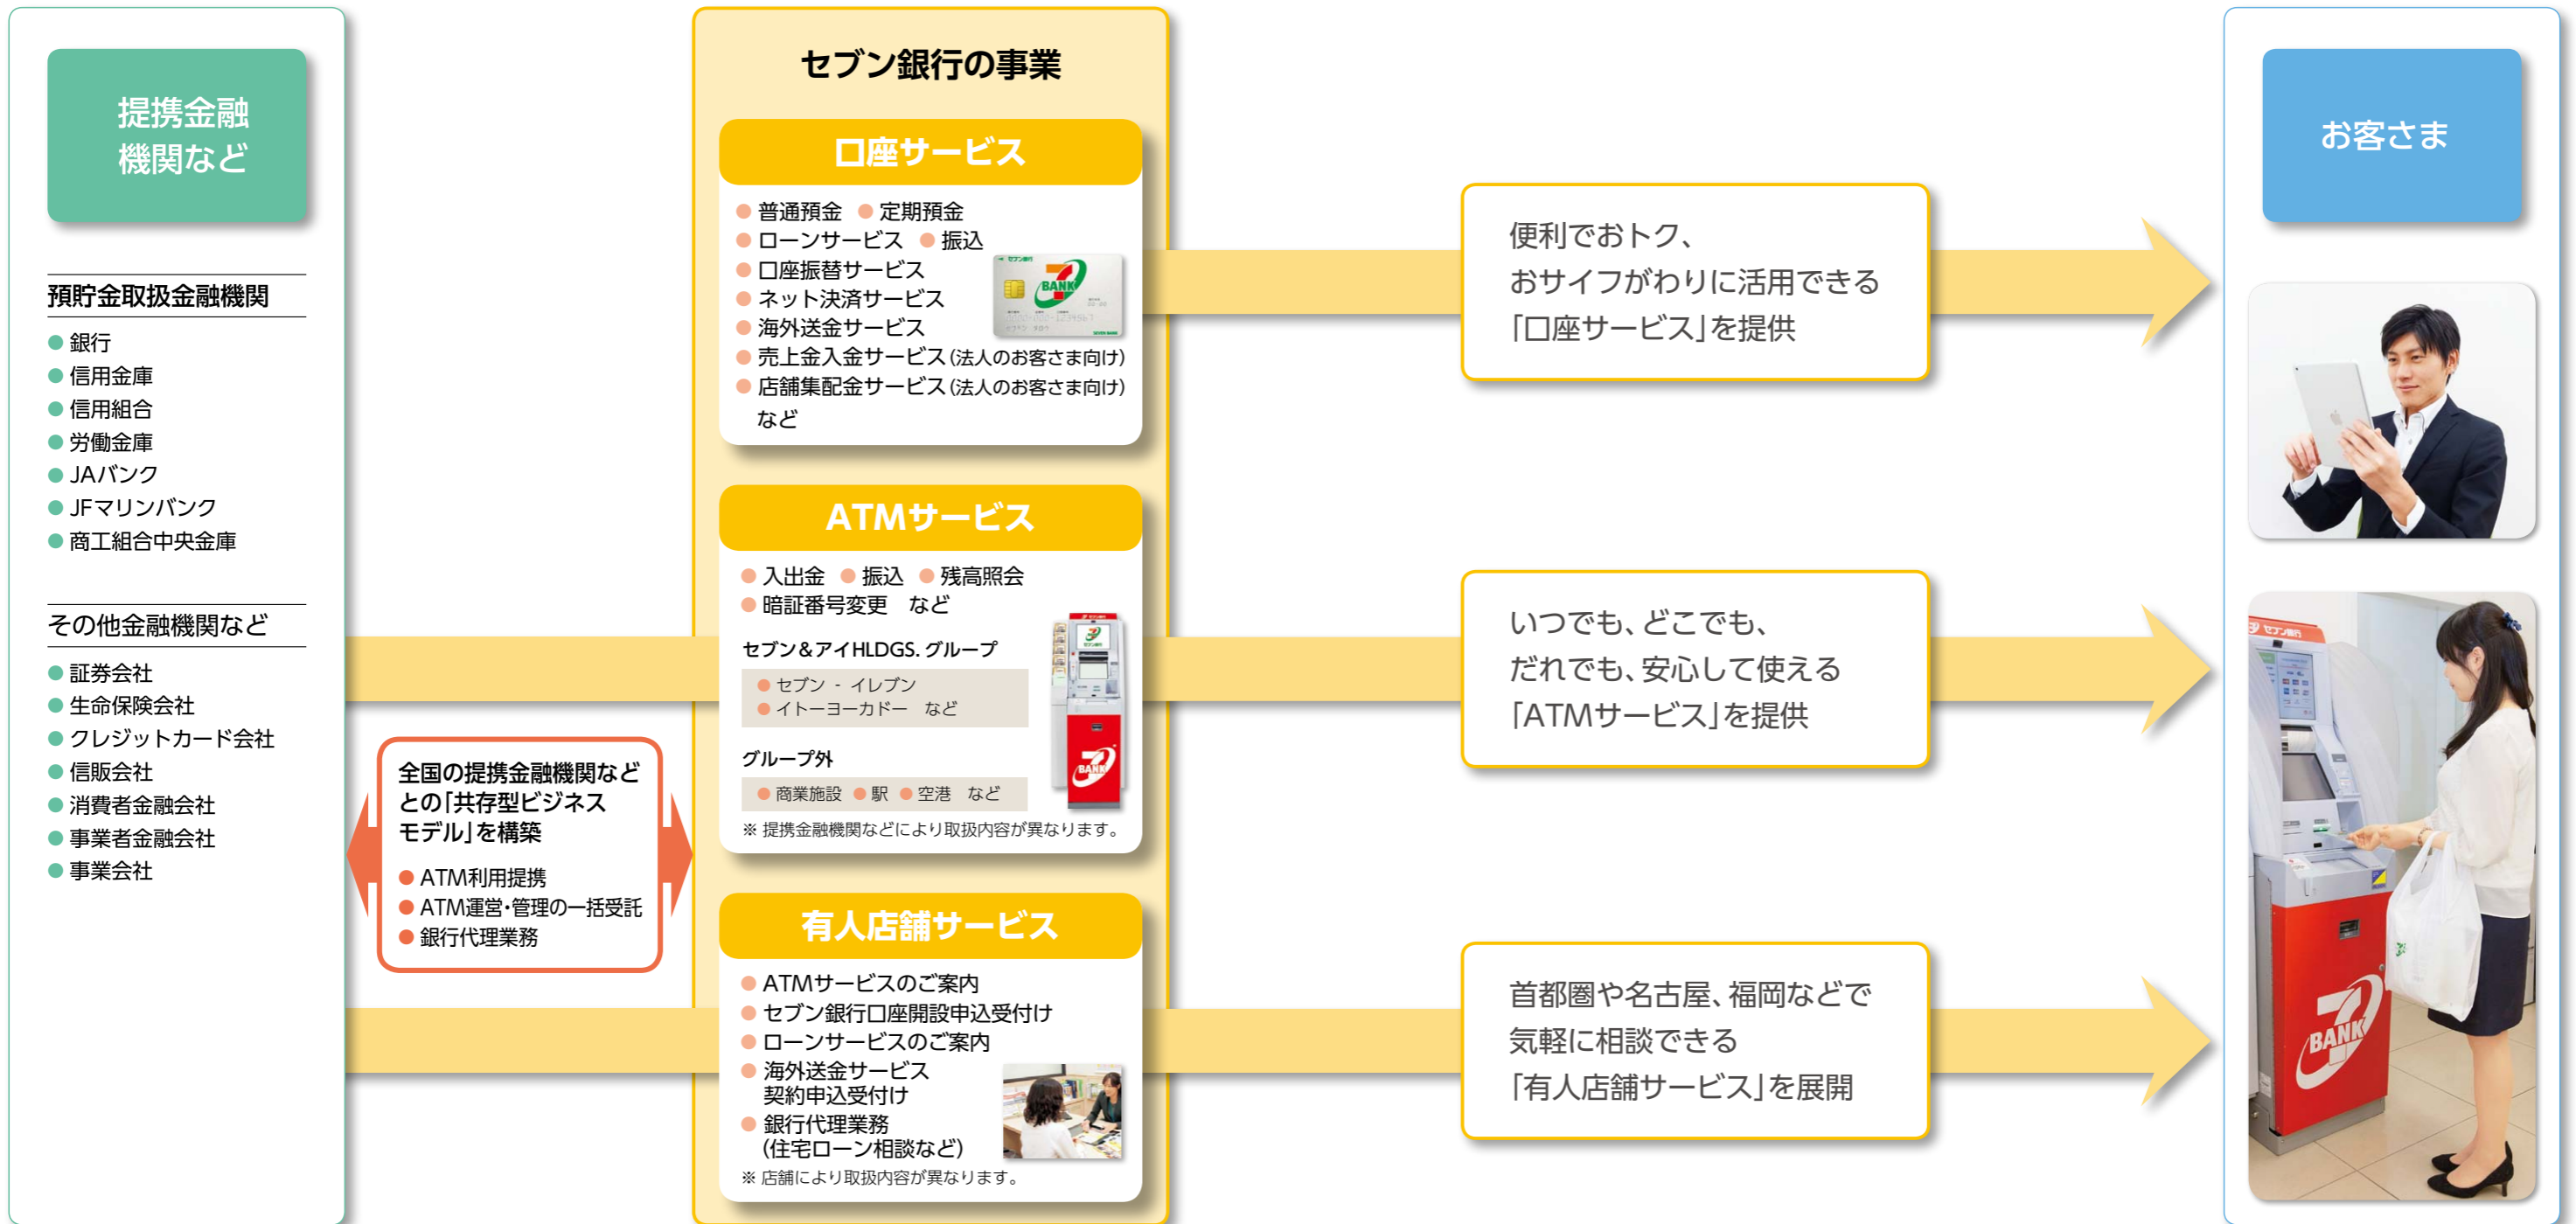 提携金融
機関など
預貯金取扱金融機関
● 銀行
● 信用金庫
● 信用組合
● 労働金庫
● JAバンク
● JFマリンバンク
● 商工組合中央金庫
その他金融機関など
● 証券会社
● 生命保険会社
● クレジットカード会社
● 信販会社
● 消費者金融会社
● 事業者金融会社
● 事業会社
全国の提携金融機関など
との「共存型ビジネス
モデル」を構築
● ATM利用提携
● ATM運営・管理の一括受託
● 銀行代理業務
セブン銀行の事業
口座サービス
● 普通預金 ● 定期預金
● ローンサービス ● 振込
● 口座振替サービス
● ネット決済サービス
● 海外送金サービス
● 売上金入金サービス(法人のお客さま向け)
● 店舗集配金サービス(法人のお客さま向け)
など
セブン銀行
7
BANK
SEVEN BANK
ATMサービス
● 入出金 ● 振込 ● 残高照会
● 暗証番号変更 など
セブン&アイHLDGS. グループ
● セブン - イレブン
● イトーヨーカドー など
グループ外
● 商業施設 ● 駅 ● 空港 など
※ 提携金融機関などにより取扱内容が異なります。
7
BANK
有人店舗サービス
● ATMサービスのご案内
● セブン銀行口座開設申込受付け
● ローンサービスのご案内
● 海外送金サービス
契約申込受付け
● 銀行代理業務
(住宅ローン相談など)
※ 店舗により取扱内容が異なります。
便利でおトク、
おサイフがわりに活用できる
「口座サービス」を提供
いつでも、どこでも、
だれでも、安心して使える
「ATMサービス」を提供
首都圏や名古屋、福岡などで
気軽に相談できる
「有人店舗サービス」を展開
お客さま
セブン銀行
7
BANK